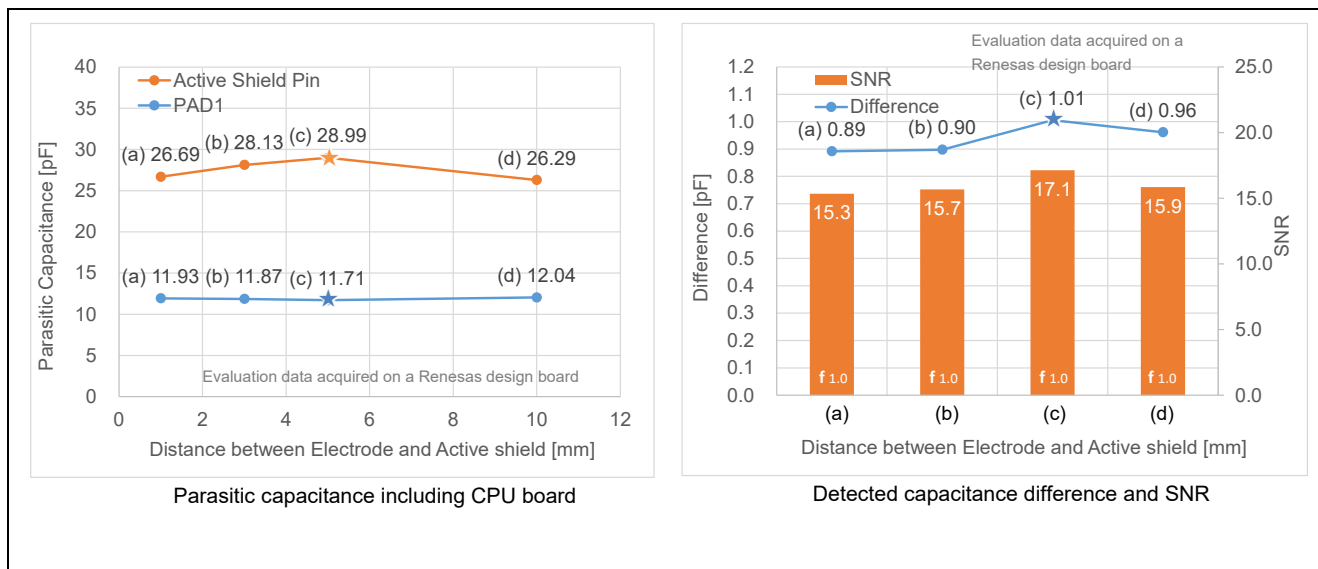 40
35
30
25
20
15
10
5
0
Parasitic Capacitance [pF]
Active Shield Pin
PAD1
(a) 26.69
(b) 28.13
(c) 28.99
(d) 26.29
(a) 11.93
(b) 11.87
(c) 11.71
(d) 12.04
Evaluation data acquired on a Renesas design board
0 2 4 6 8 10 12
Distance between Electrode and Active shield [mm]
Parasitic capacitance including CPU board
Evaluation data acquired on a
Renesas design board
1.2
1.1
1.0
0.9
0.8
0.7
0.6
0.5
0.4
0.3
0.2
0.1
0.0
Difference [pF]
SNR
Difference
(a) 0.89
(b) 0.90
(c) 1.01
(d) 0.96
15.3
15.7
17.1
15.9
f 1.0
f 1.0
f 1.0
f 1.0
25.0
20.0
15.0
10.0
5.0
0.0
SNR
(a) (b) (c) (d)
Distance between Electrode and Active shield [mm]
Detected capacitance difference and SNR